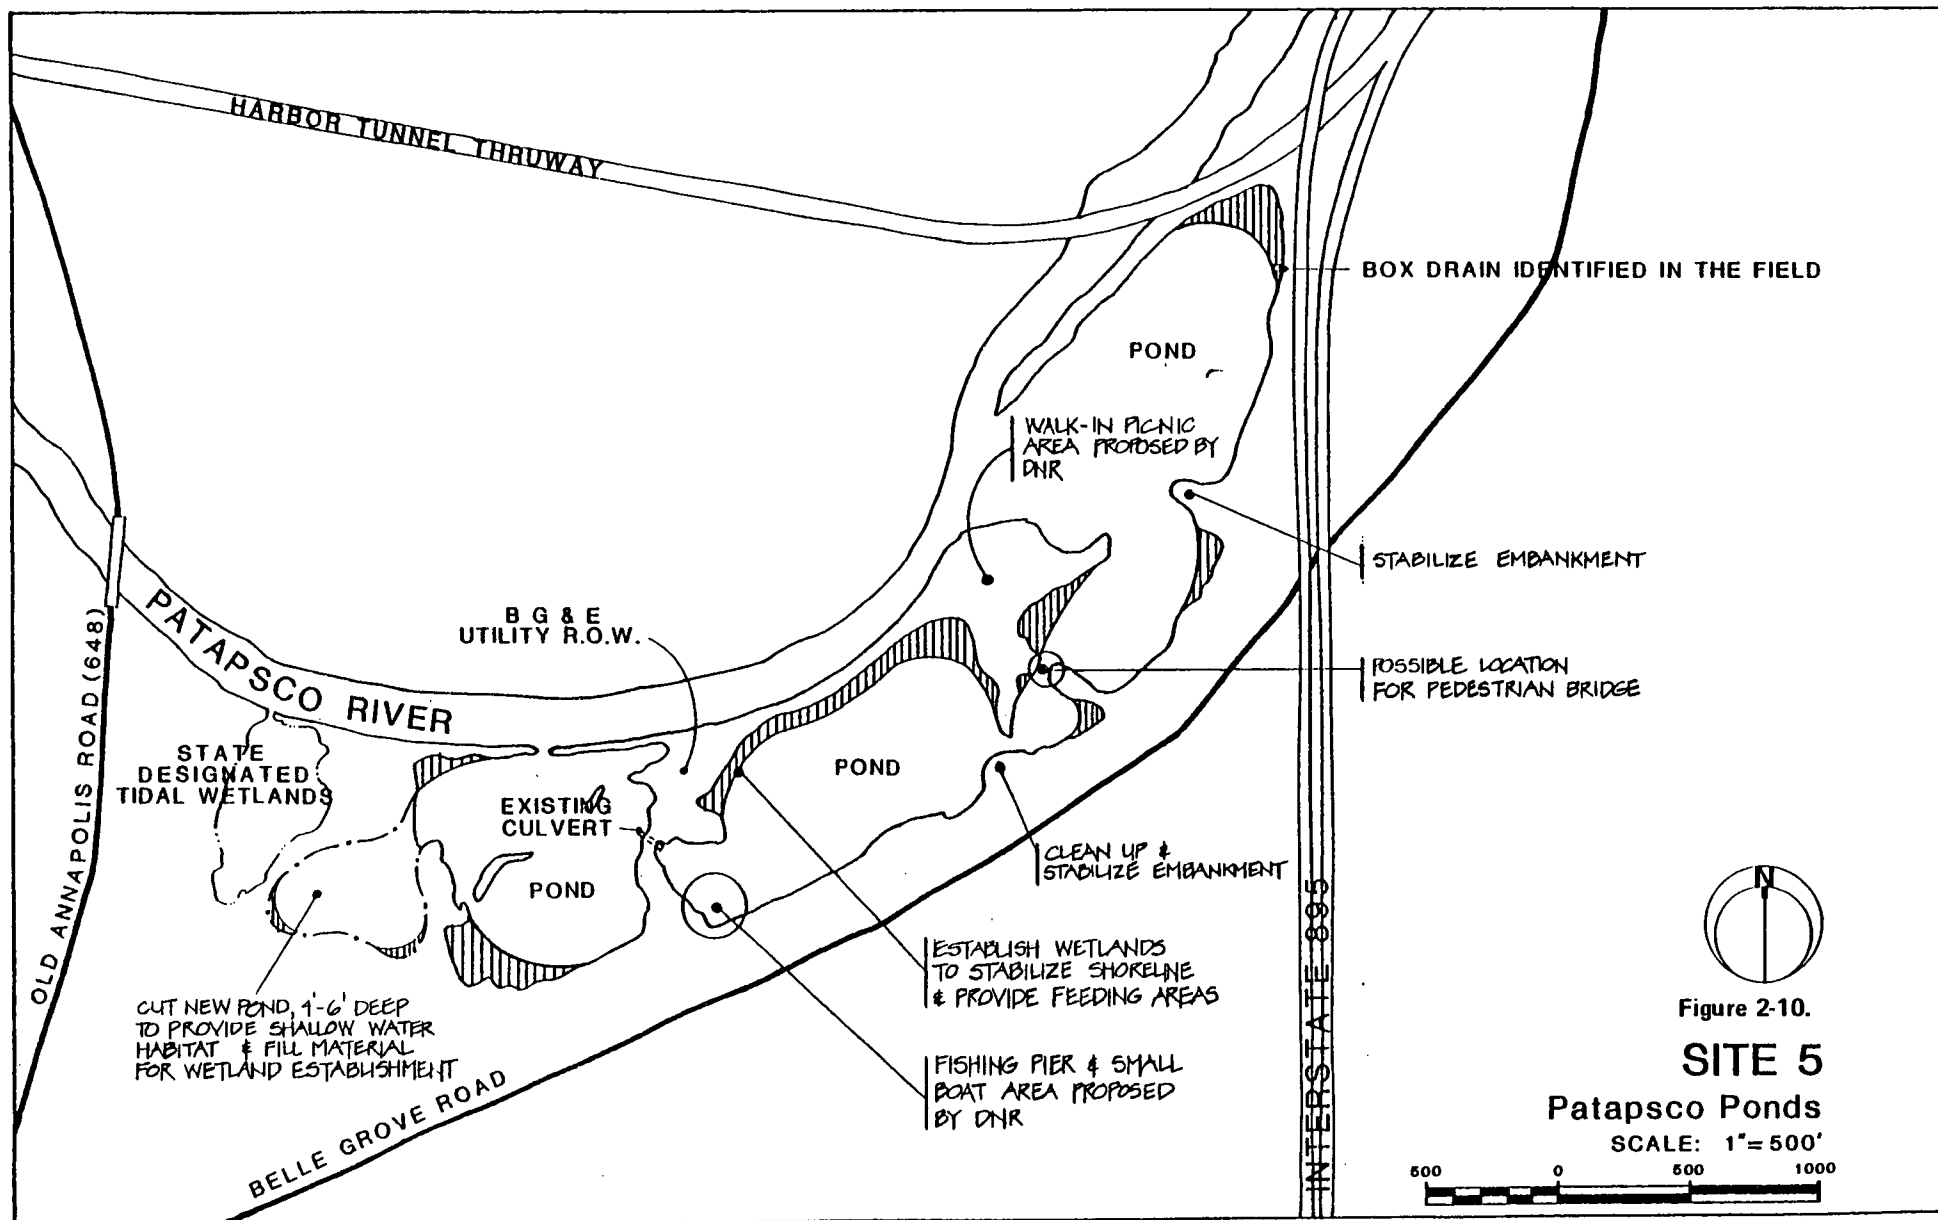 HARBOR TUNNEL THRUWAY
BOX DRAIN IDENTIFIED IN THE FIELD
POND
WALK-IN PICNIC
AREA PROPOSED BY
DNR
STABILIZE EMBANKMENT
B G & E
UTILITY R.O.W.
POSSIBLE LOCATION
FOR PEDESTRIAN BRIDGE
PATAPSCO RIVER
OLD ANNAPOLIS ROAD (648)
STATE
DESIGNATED
TIDAL WETLANDS
POND
EXISTING
CULVERT
POND
CLEAN UP &
STABILIZE EMBANKMENT
ESTABLISH WETLANDS
TO STABILIZE SHORELINE
& PROVIDE FEEDING AREAS
CUT NEW POND, 4'-6' DEEP
TO PROVIDE SHALLOW WATER
HABITAT & FILL MATERIAL
FOR WETLAND ESTABLISHMENT
FISHING PIER & SMALL
BOAT AREA PROPOSED
BY DNR
BELLE GROVE ROAD
INTERSTATE 895
N
Figure 2-10.
SITE 5
Patapsco Ponds
SCALE: 1"=500'
500 0 500 1000